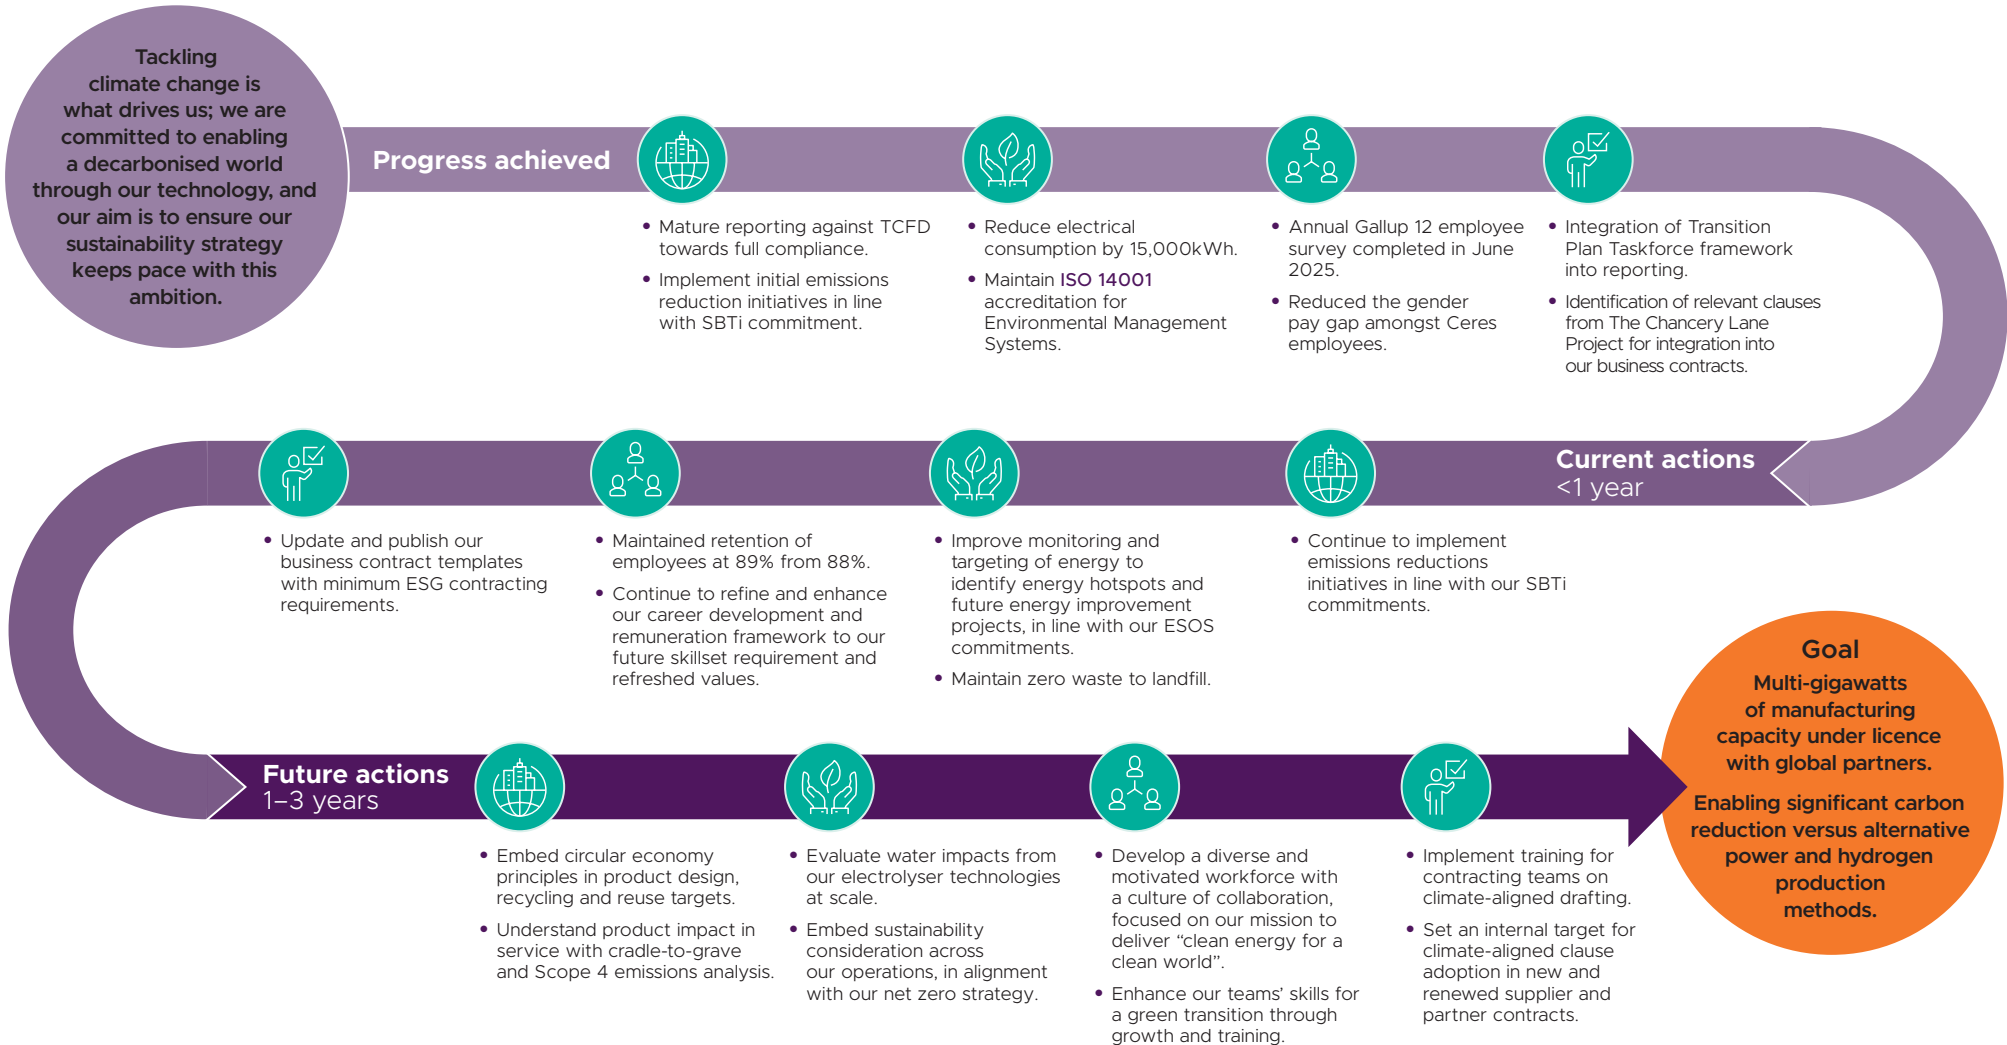 Tackling
climate change is
what drives us; we are
committed to enabling
a decarbonised world
through our technology, and
our aim is to ensure our
sustainability strategy
keeps pace with this
ambition.
Progress achieved
• Mature reporting against TCFD
towards full compliance.
• Implement initial emissions
reduction initiatives in line
with SBTi commitment.
• Reduce electrical
consumption by 15,000kWh.
• Maintain ISO 14001
accreditation for
Environmental Management
Systems.
• Annual Gallup 12 employee
survey completed in June
2025.
• Reduced the gender
pay gap amongst Ceres
employees.
• Integration of Transition
Plan Taskforce framework
into reporting.
• Identification of relevant clauses
from The Chancery Lane
Project for integration into
our business contracts.
Current actions
<1 year
• Continue to implement
emissions reductions
initiatives in line with our SBTi
commitments.
• Improve monitoring and
targeting of energy to
identify energy hotspots and
future energy improvement
projects, in line with our ESOS
commitments.
• Maintain zero waste to landfill.
• Maintained retention of
employees at 89% from 88%.
• Continue to refine and enhance
our career development and
remuneration framework to our
future skillset requirement and
refreshed values.
• Update and publish our
business contract templates
with minimum ESG contracting
requirements.
Future actions
1–3 years
• Embed circular economy
principles in product design,
recycling and reuse targets.
• Understand product impact in
service with cradle-to-grave
and Scope 4 emissions analysis.
• Evaluate water impacts from
our electrolyser technologies
at scale.
• Embed sustainability
consideration across
our operations, in alignment
with our net zero strategy.
• Develop a diverse and
motivated workforce with
a culture of collaboration,
focused on our mission to
deliver “clean energy for a
clean world”.
• Enhance our teams’ skills for
a green transition through
growth and training.
• Implement training for
contracting teams on
climate-aligned drafting.
• Set an internal target for
climate-aligned clause
adoption in new and
renewed supplier and
partner contracts.
Goal
Multi-gigawatts
of manufacturing
capacity under licence
with global partners.
Enabling significant carbon
reduction versus alternative
power and hydrogen
production
methods.